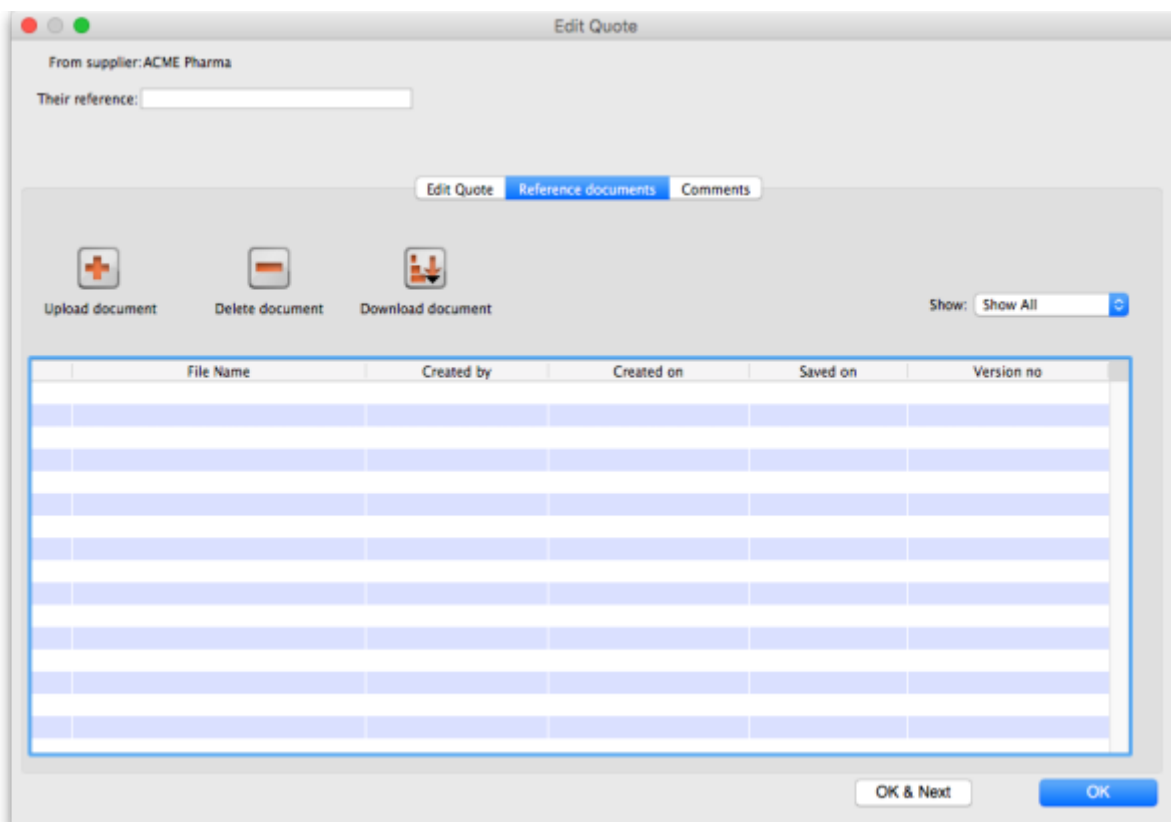 Edit Quote
From supplier:ACME Pharma
Their reference:
Edit Quote Reference documents Comments
Upload document Delete document Download document
Show: Show All
File Name Created by Created on Saved on Version no
OK & Next OK